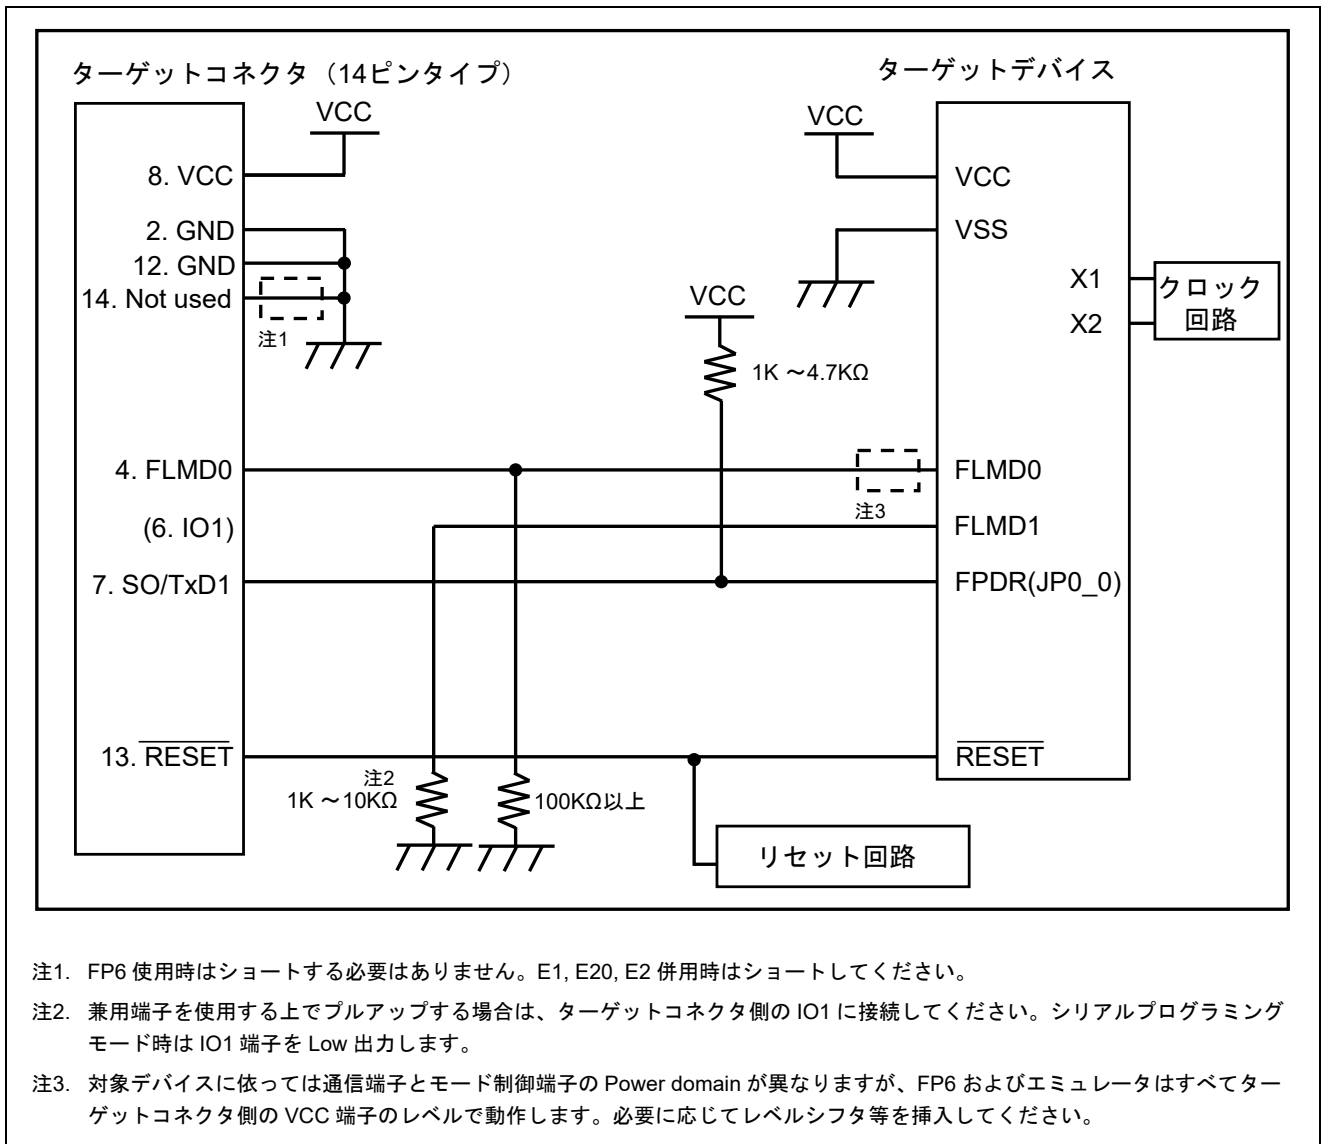 ターゲットコネクタ（14ピンタイプ）
ターゲットデバイス
VCC
VCC
8. VCC
VCC
2. GND
VSS
12. GND
14. Not used
注1
X1
X2
クロック
回路
VCC
1K ～4.7KΩ
4. FLMD0
FLMD0
注3
(6. IO1)
FLMD1
7. SO/TxD1
FPDR(JP0_0)
13. RESET
RESET
注2
1K ～10KΩ
100KΩ以上
リセット回路
注1. FP6 使用時はショートする必要はありません。E1, E20, E2 併用時はショートしてください。
注2. 兼用端子を使用する上でプルアップする場合は、ターゲットコネクタ側の IO1 に接続してください。シリアルプログラミング
モード時は IO1 端子を Low 出力します。
注3. 対象デバイスに依っては通信端子とモード制御端子の Power domain が異なりますが、FP6 およびエミュレータはすべてター
ゲットコネクタ側の VCC 端子のレベルで動作します。必要に応じてレベルシフタ等を挿入してください。